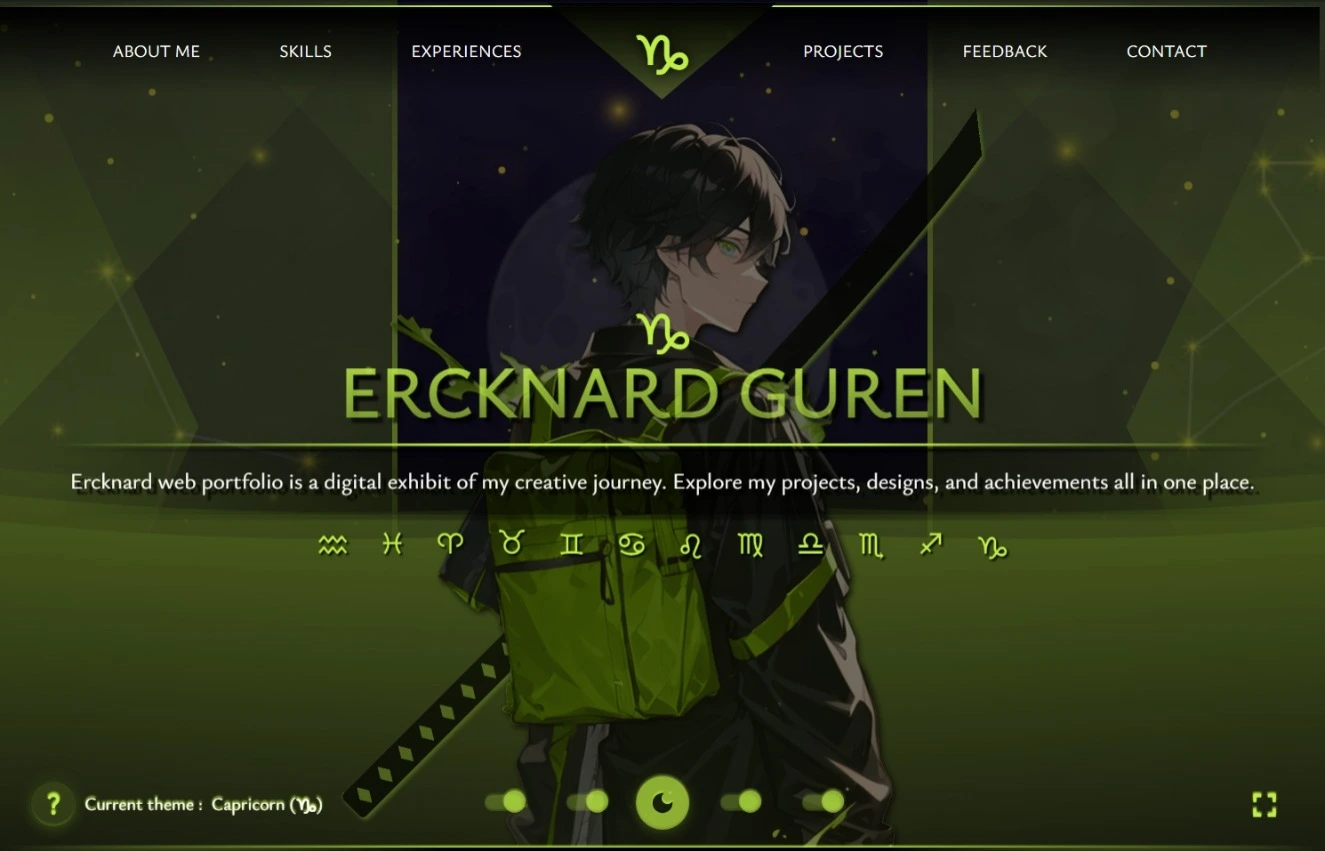 ABOUT ME SKILLS EXPERIENCES ♑ PROJECTS FEEDBACK CONTACT
♑
ERCKNARD GUREN
Ercknard web portfolio is a digital exhibit of my creative journey. Explore my projects, designs, and achievements all in one place.
♒ ♓ ♈ ♉ ♊ ♋ ♌ ♍ ♎ ♏ ♐ ♑
? Current theme : Capricorn (♑)